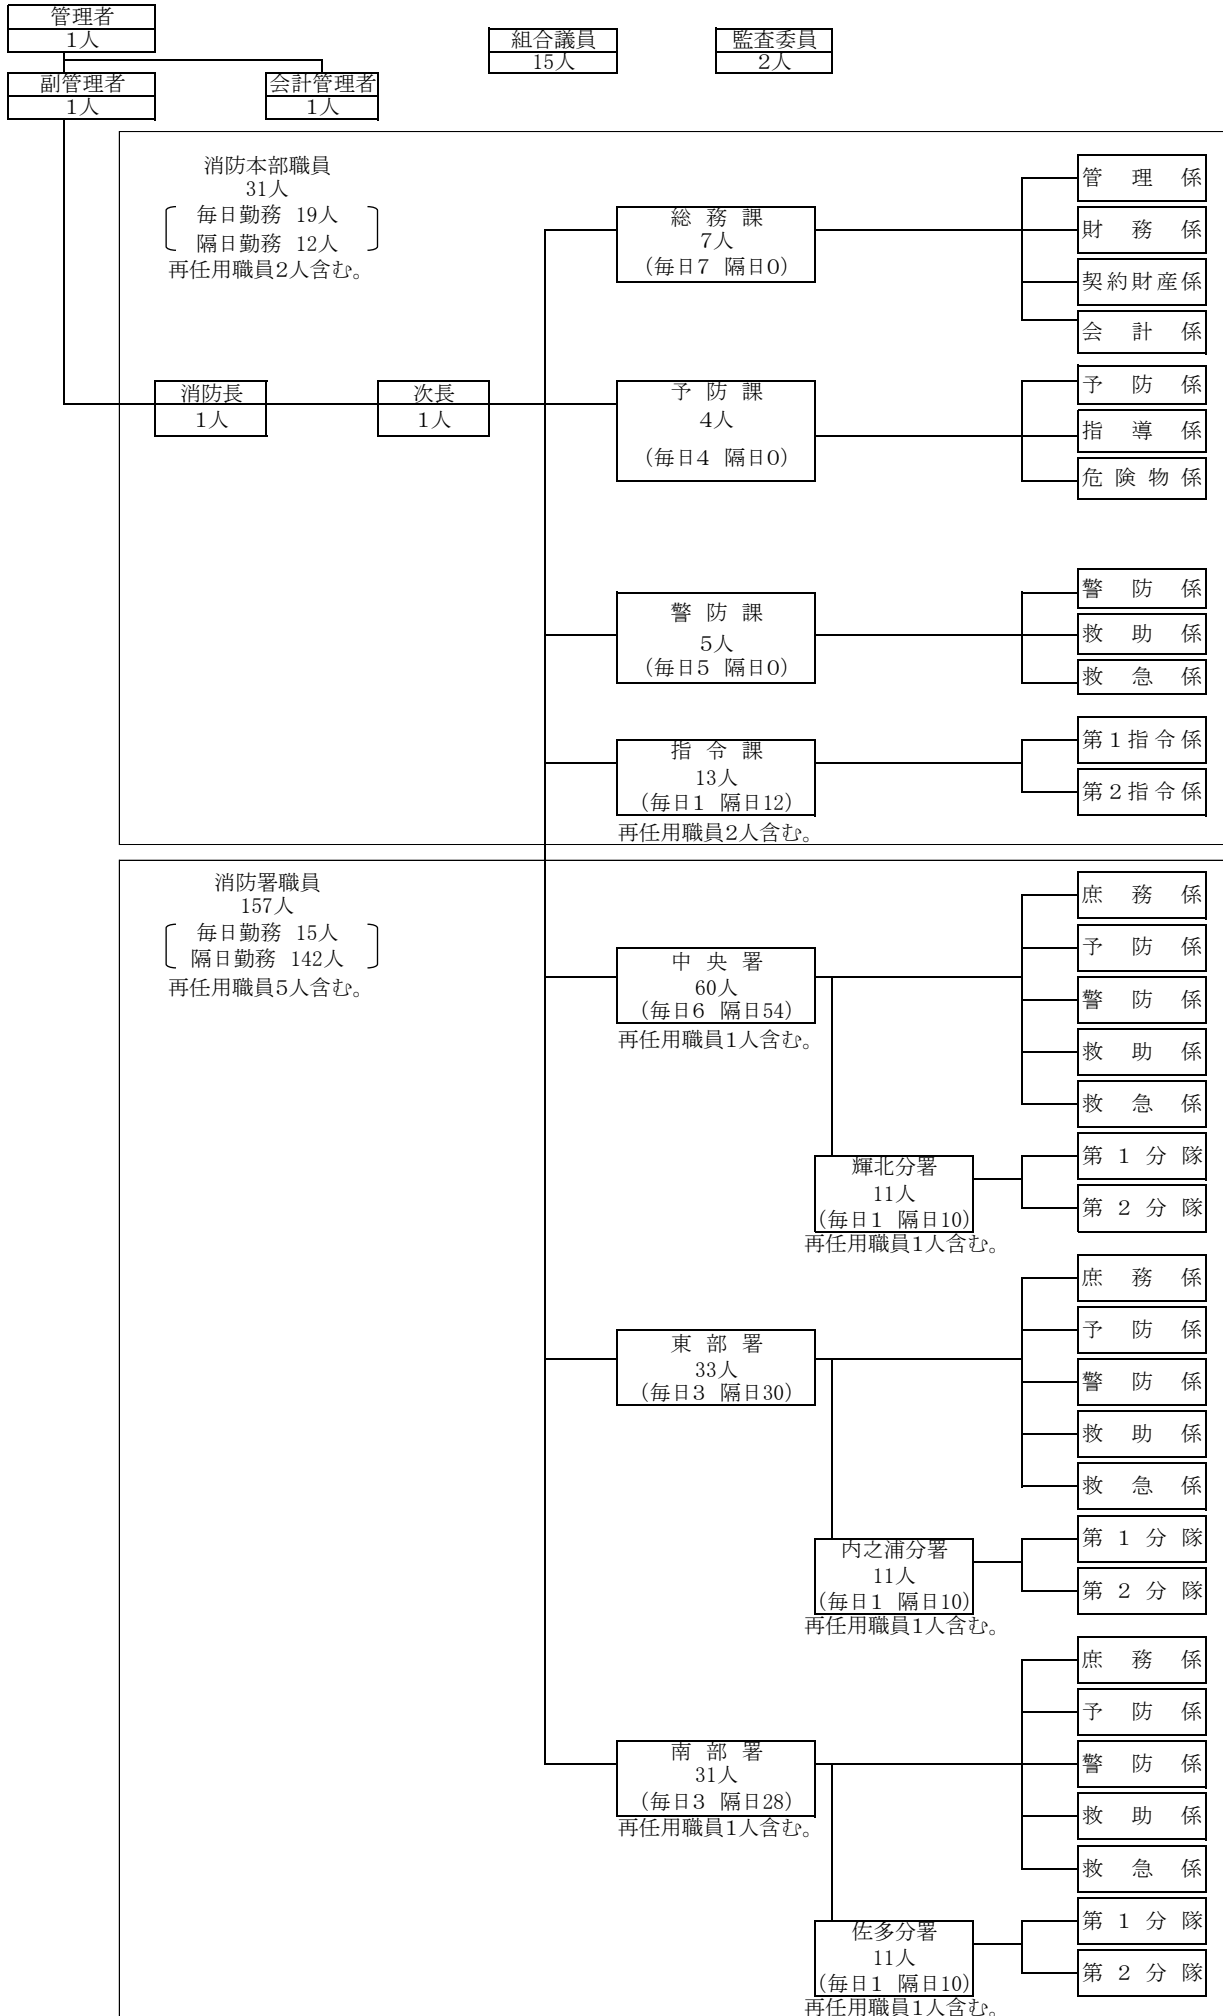 管理者
1人
組合議員
15人
監査委員
2人
副管理者
1人
会計管理者
1人
消防本部職員
31人
毎日勤務 19人
隔日勤務 12人
再任用職員2人含む。
消防長
1人
次長
1人
総務課
7人
(毎日7 隔日0)
管理係
財務係
契約財産係
会計係
予防課
4人
(毎日4 隔日0)
予防係
指導係
危険物係
警防課
5人
(毎日5 隔日0)
警防係
救助係
救急係
指令課
13人
(毎日1 隔日12)
再任用職員2人含む。
第1指令係
第2指令係
消防署職員
157人
毎日勤務 15人
隔日勤務 142人
再任用職員5人含む。
中央署
60人
(毎日6 隔日54)
再任用職員1人含む。
庶務係
予防係
警防係
救助係
救急係
輝北分署
11人
(毎日1 隔日10)
再任用職員1人含む。
第1分隊
第2分隊
東部署
33人
(毎日3 隔日30)
庶務係
予防係
警防係
救助係
救急係
内之浦分署
11人
(毎日1 隔日10)
再任用職員1人含む。
第1分隊
第2分隊
南部署
31人
(毎日3 隔日28)
再任用職員1人含む。
庶務係
予防係
警防係
救助係
救急係
佐多分署
11人
(毎日1 隔日10)
再任用職員1人含む。
第1分隊
第2分隊